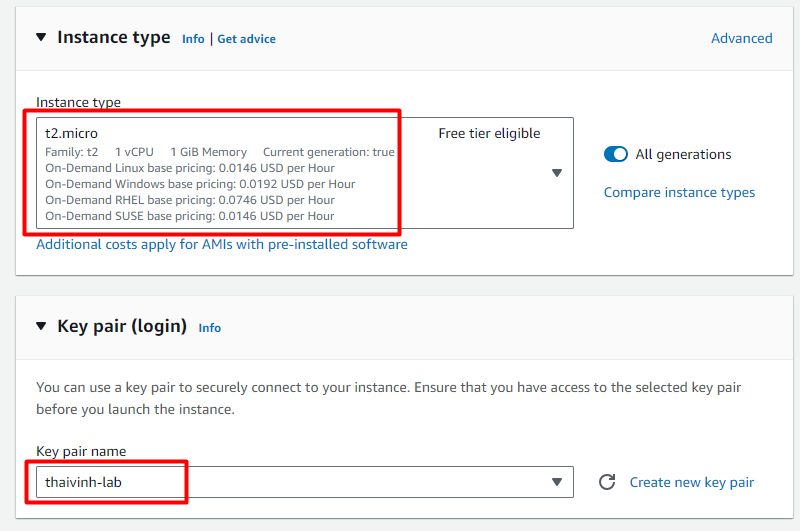 Instance type Info | Get advice Advanced
Instance type
t2.micro Free tier eligible
Family: t2 1 vCPU 1 GiB Memory Current generation: true
On-Demand Linux base pricing: 0.0146 USD per Hour
On-Demand Windows base pricing: 0.0192 USD per Hour
On-Demand RHEL base pricing: 0.0746 USD per Hour
On-Demand SUSE base pricing: 0.0146 USD per Hour
All generations
Compare instance types
Additional costs apply for AMIs with pre-installed software
Key pair (login) Info
You can use a key pair to securely connect to your instance. Ensure that you have access to the selected key pair
before you launch the instance.
Key pair name
thaivinh-lab
Create new key pair